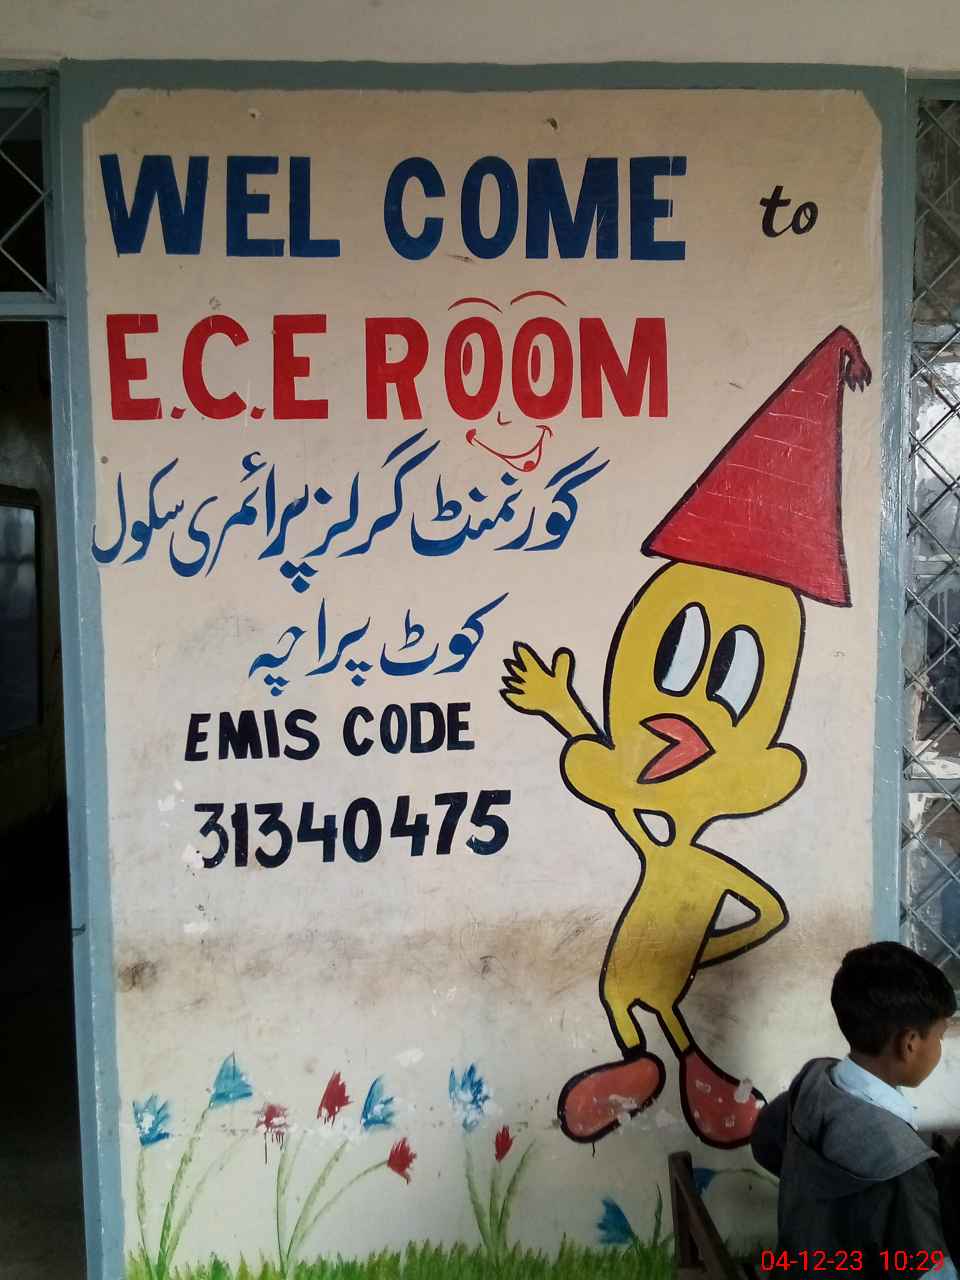 WEL COME to
E.C.E ROOM
گورنمنٹ گرلز پرائمری سکول
کوٹ پراچہ
EMIS CODE
31340475
04-12-23 10:29